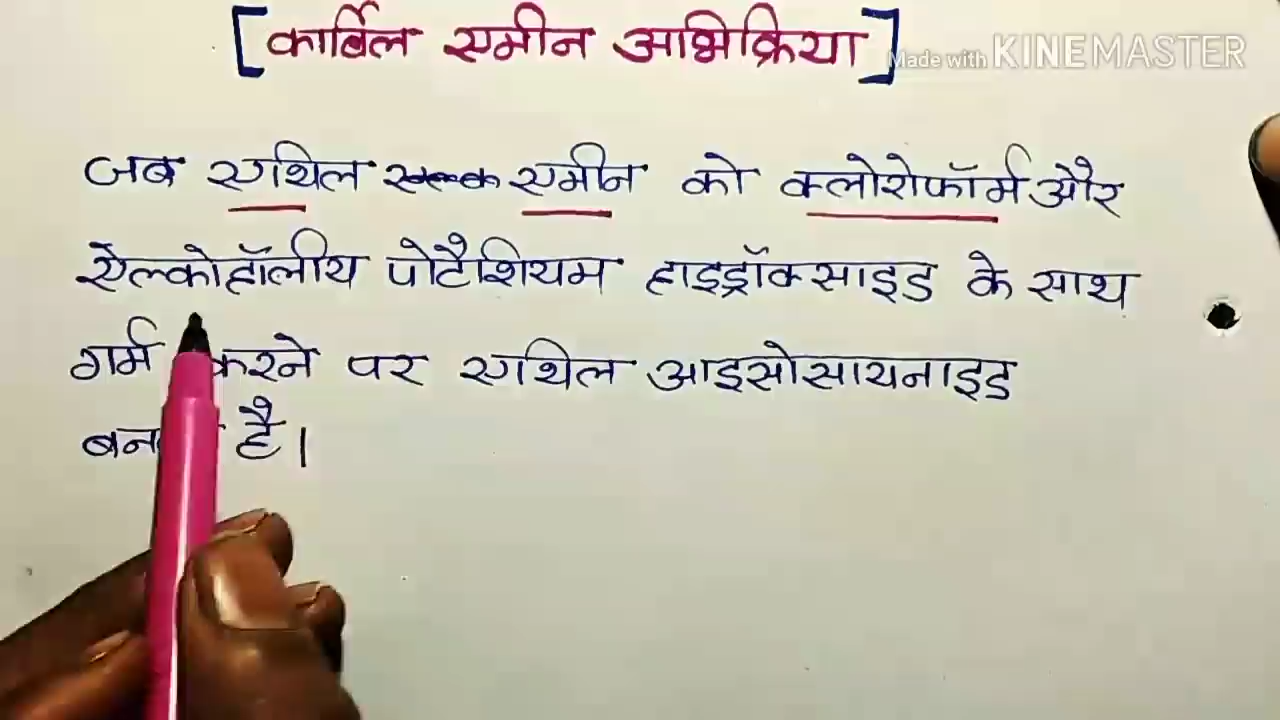 [कार्बिल एमीन अभिक्रिया]
Made with KINEMASTER
जब एथिल एमीन को क्लोरोफॉर्म और
ऐल्कोहॉलीय पोटैशियम हाइड्रॉक्साइड के साथ
गर्म करने पर एथिल आइसोसायनाइड
है।